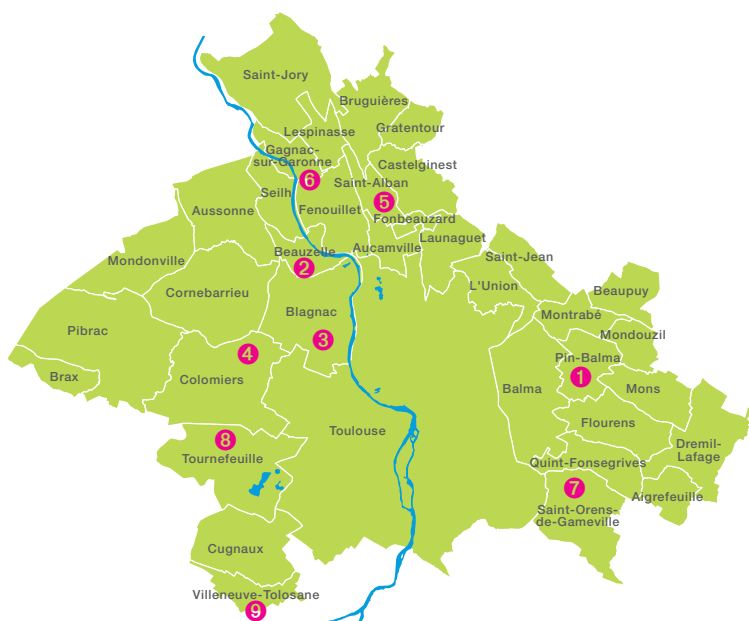 Saint-Jory
Bruguières
Lespinasse
Gratentour
Gagnac-
sur-Garonne
Castelginest
6
Saint-Alban
Seilh
5
Aussonne
Fenouillet
Fonbeauzard
Launaguet
Aucamville
Beauzelle
Saint-Jean
Mondonville
2
L'Union
Beaupuy
Cornebarrieu
Blagnac
Montrabé
Pibrac
3
Mondouzil
4
Pin-Balma
Brax
Colomiers
1
Balma
Mons
Flourens
Toulouse
8
Dremil-
Lafage
Tournefeuille
Quint-Fonsegrives
7
Aigrefeuille
Saint-Orens-
de-Gameville
Cugnaux
Villeneuve-Tolosane
9